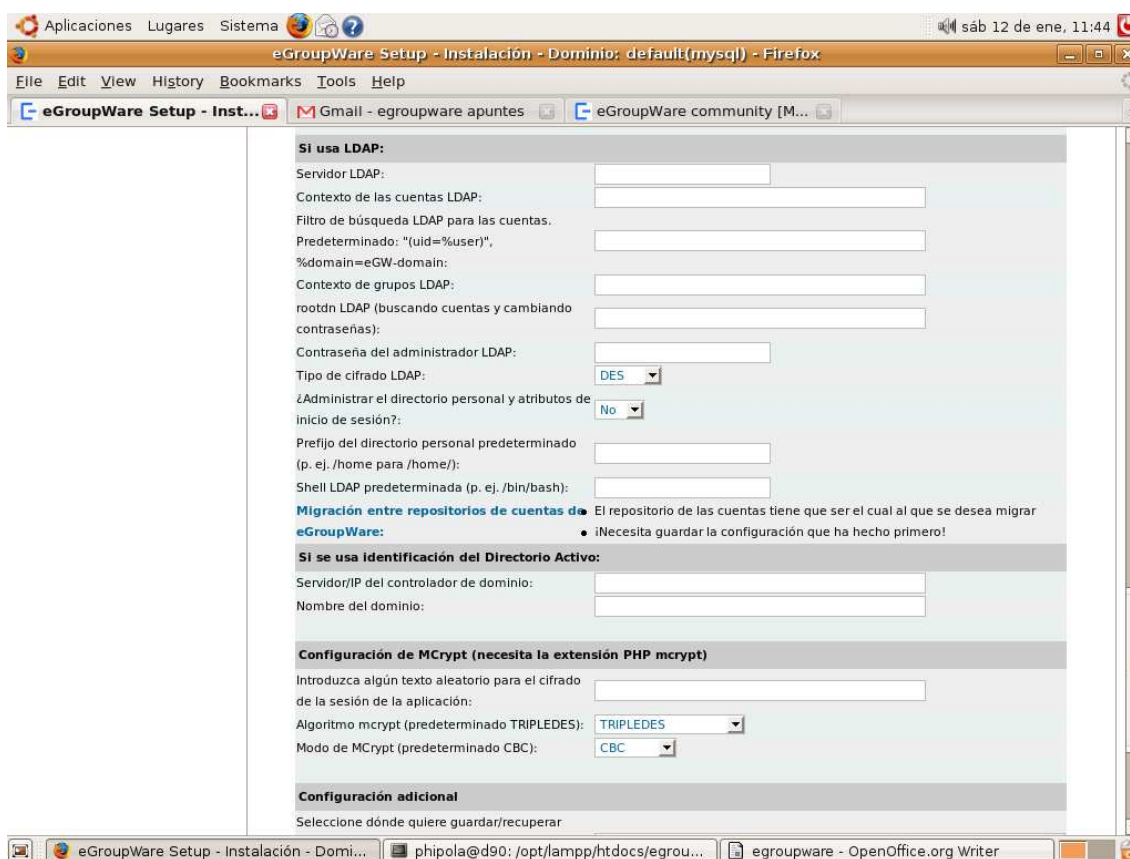 Aplicaciones Lugares Sistema sáb 12 de ene, 11:44
eGroupWare Setup - Instalación - Dominio: default(mysql) - Firefox
File Edit View History Bookmarks Tools Help
eGroupWare Setup - Inst... Gmail - egroupware apuntes eGroupWare community [M...
Si usa LDAP:
Servidor LDAP:
Contexto de las cuentas LDAP:
Filtro de búsqueda LDAP para las cuentas.
Predeterminado: "(uid=%user)",
%domain=eGW-domain:
Contexto de grupos LDAP:
rootdn LDAP (buscando cuentas y cambiando
contraseñas):
Contraseña del administrador LDAP:
Tipo de cifrado LDAP: DES
¿Administrar el directorio personal y atributos de
inicio de sesión?: No
Prefijo del directorio personal predeterminado
(p. ej. /home para /home/):
Shell LDAP predeterminada (p. ej. /bin/bash):
Migración entre repositorios de cuentas de • El repositorio de las cuentas tiene que ser el cual al que se desea migrar
eGroupWare: • ¡Necesita guardar la configuración que ha hecho primero!
Si se usa identificación del Directorio Activo:
Servidor/IP del controlador de dominio:
Nombre del dominio:
Configuración de MCrypt (necesita la extensión PHP mcrypt)
Introduzca algún texto aleatorio para el cifrado
de la sesión de la aplicación:
Algoritmo mcrypt (predeterminado TRIPLEDES): TRIPLEDES
Modo de MCrypt (predeterminado CBC): CBC
Configuración adicional
Seleccione dónde quiere guardar/recuperar
eGroupWare Setup - Instalación - Domi... phipola@d90: /opt/lampp/htdocs/egrou... egroupware - OpenOffice.org Writer